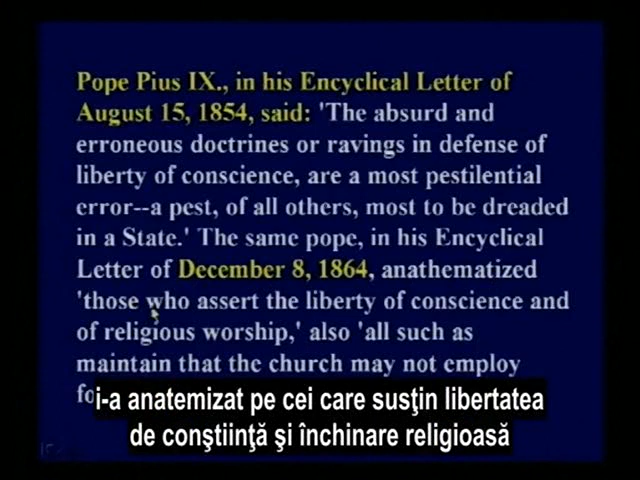 Pope Pius IX., in his Encyclical Letter of
August 15, 1854, said: 'The absurd and
erroneous doctrines or ravings in defense of
liberty of conscience, are a most pestilential
error--a pest, of all others, most to be dreaded
in a State.' The same pope, in his Encyclical
Letter of December 8, 1864, anathematized
'those who assert the liberty of conscience and
of religious worship,' also 'all such as
maintain that the church may not employ
i-a anatemizat pe cei care susţin libertatea
de conştiinţă şi închinare religioasă